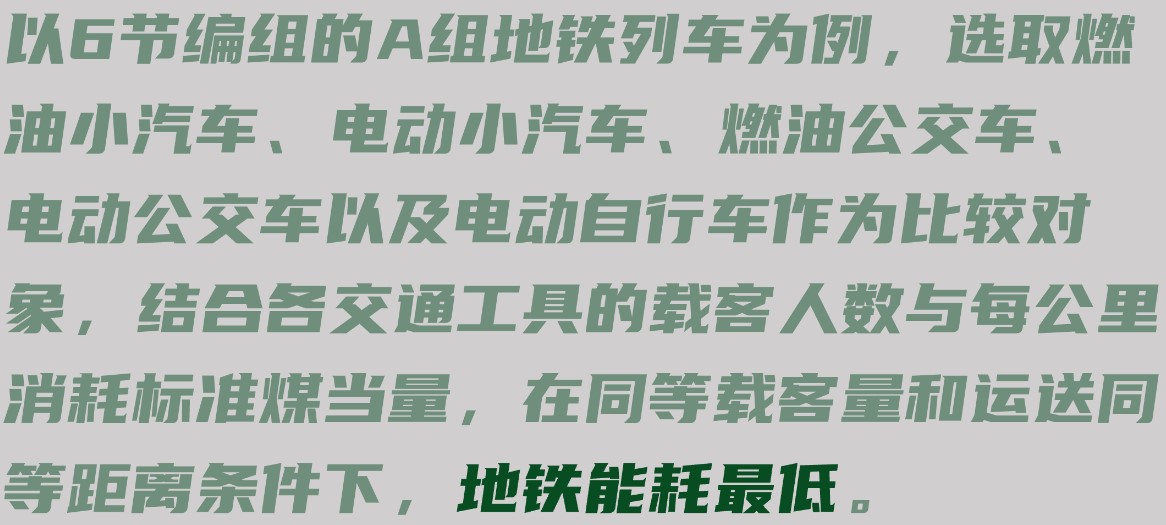 以6节编组的A组地铁列车为例，选取燃
油小汽车、电动小汽车、燃油公交车、
电动公交车以及电动自行车作为比较对
象，结合各交通工具的载客人数与每公里
消耗标准煤当量，在同等载客量和运送同
等距离条件下，地铁能耗最低。